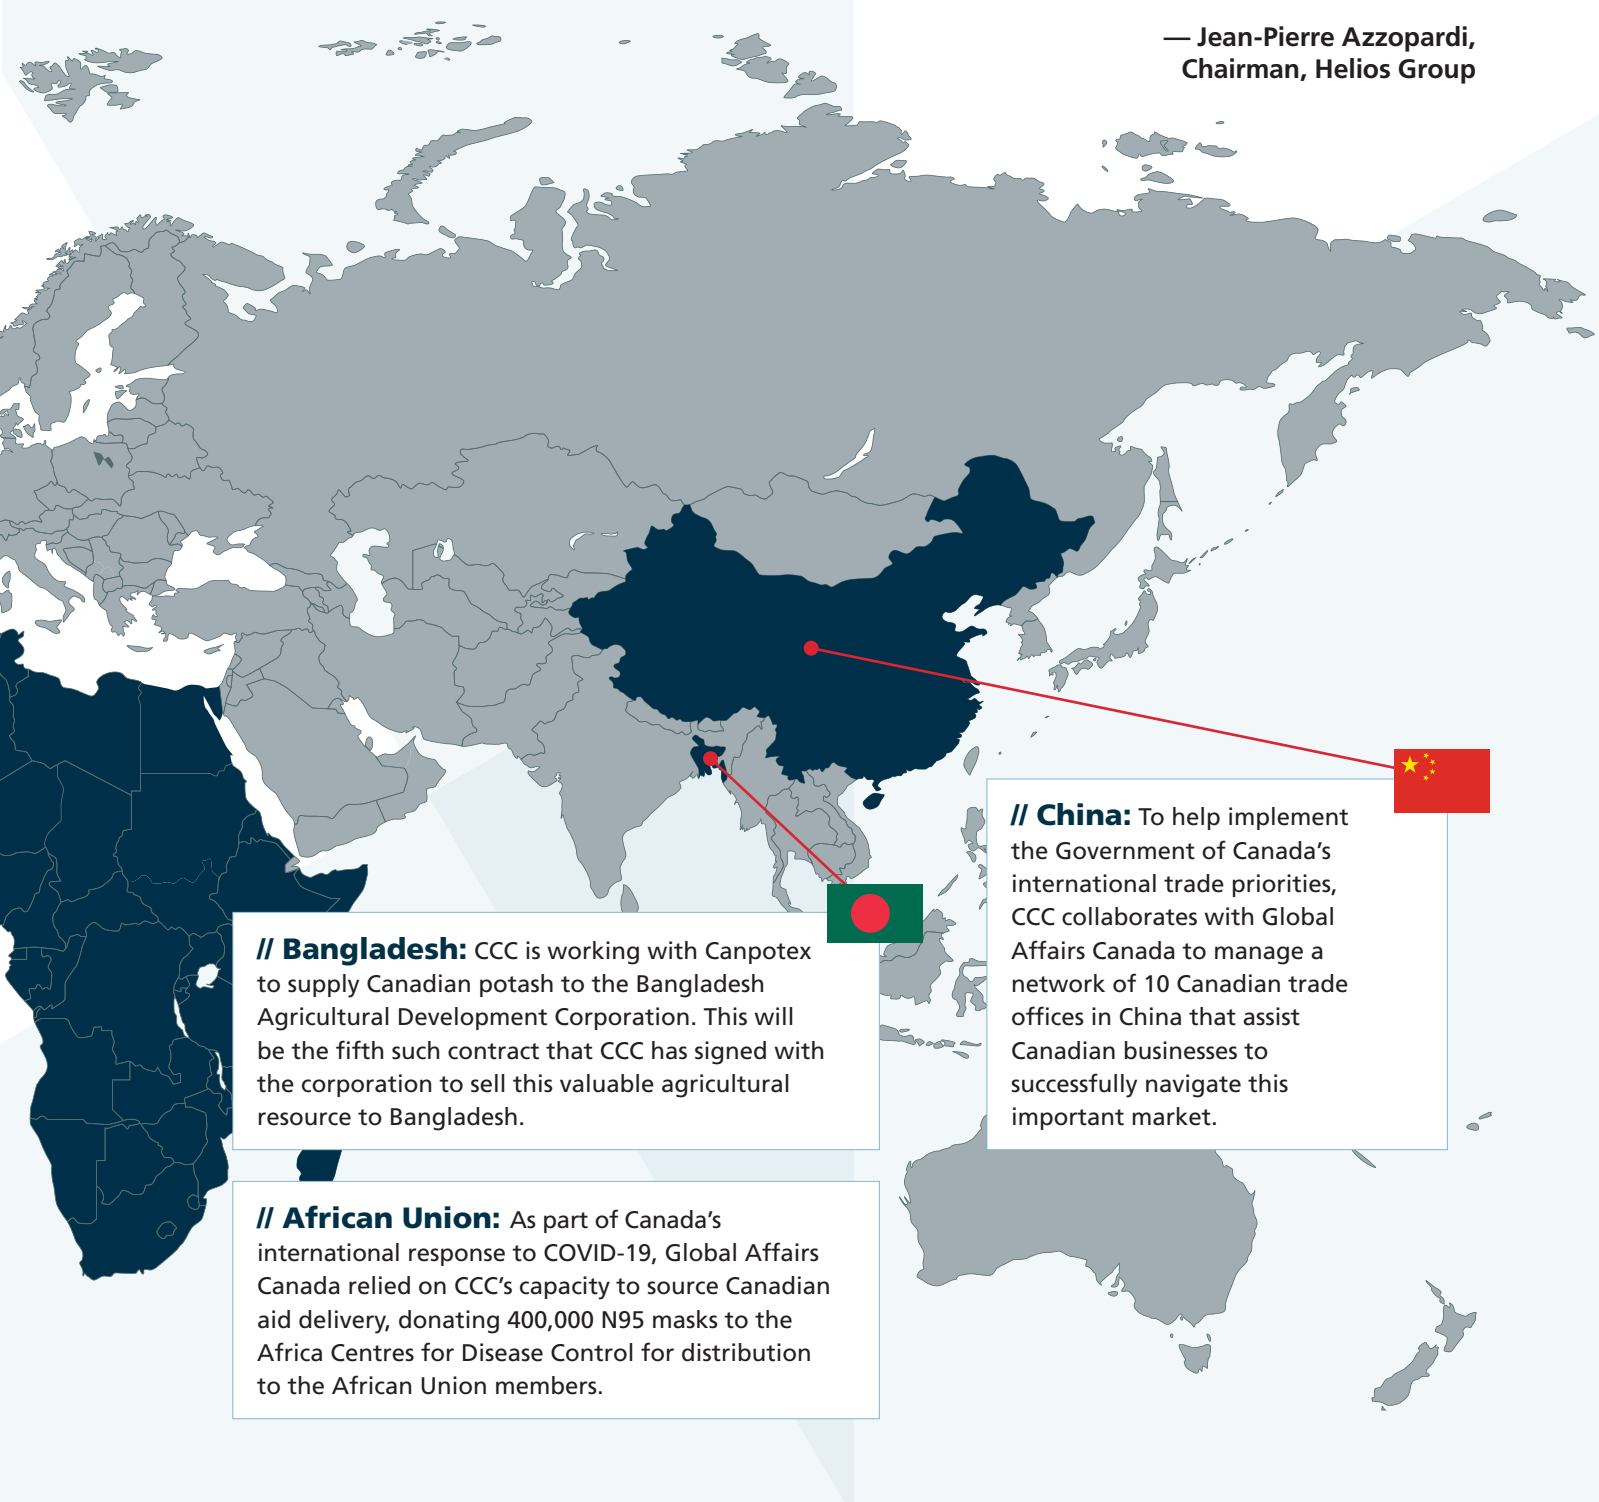 — Jean-Pierre Azzopardi,
Chairman, Helios Group
// China: To help implement
the Government of Canada’s
international trade priorities,
CCC collaborates with Global
Affairs Canada to manage a
network of 10 Canadian trade
offices in China that assist
Canadian businesses to
successfully navigate this
important market.
// Bangladesh: CCC is working with Canpotex
to supply Canadian potash to the Bangladesh
Agricultural Development Corporation. This will
be the fifth such contract that CCC has signed with
the corporation to sell this valuable agricultural
resource to Bangladesh.
// African Union: As part of Canada’s
international response to COVID-19, Global Affairs
Canada relied on CCC’s capacity to source Canadian
aid delivery, donating 400,000 N95 masks to the
Africa Centres for Disease Control for distribution
to the African Union members.